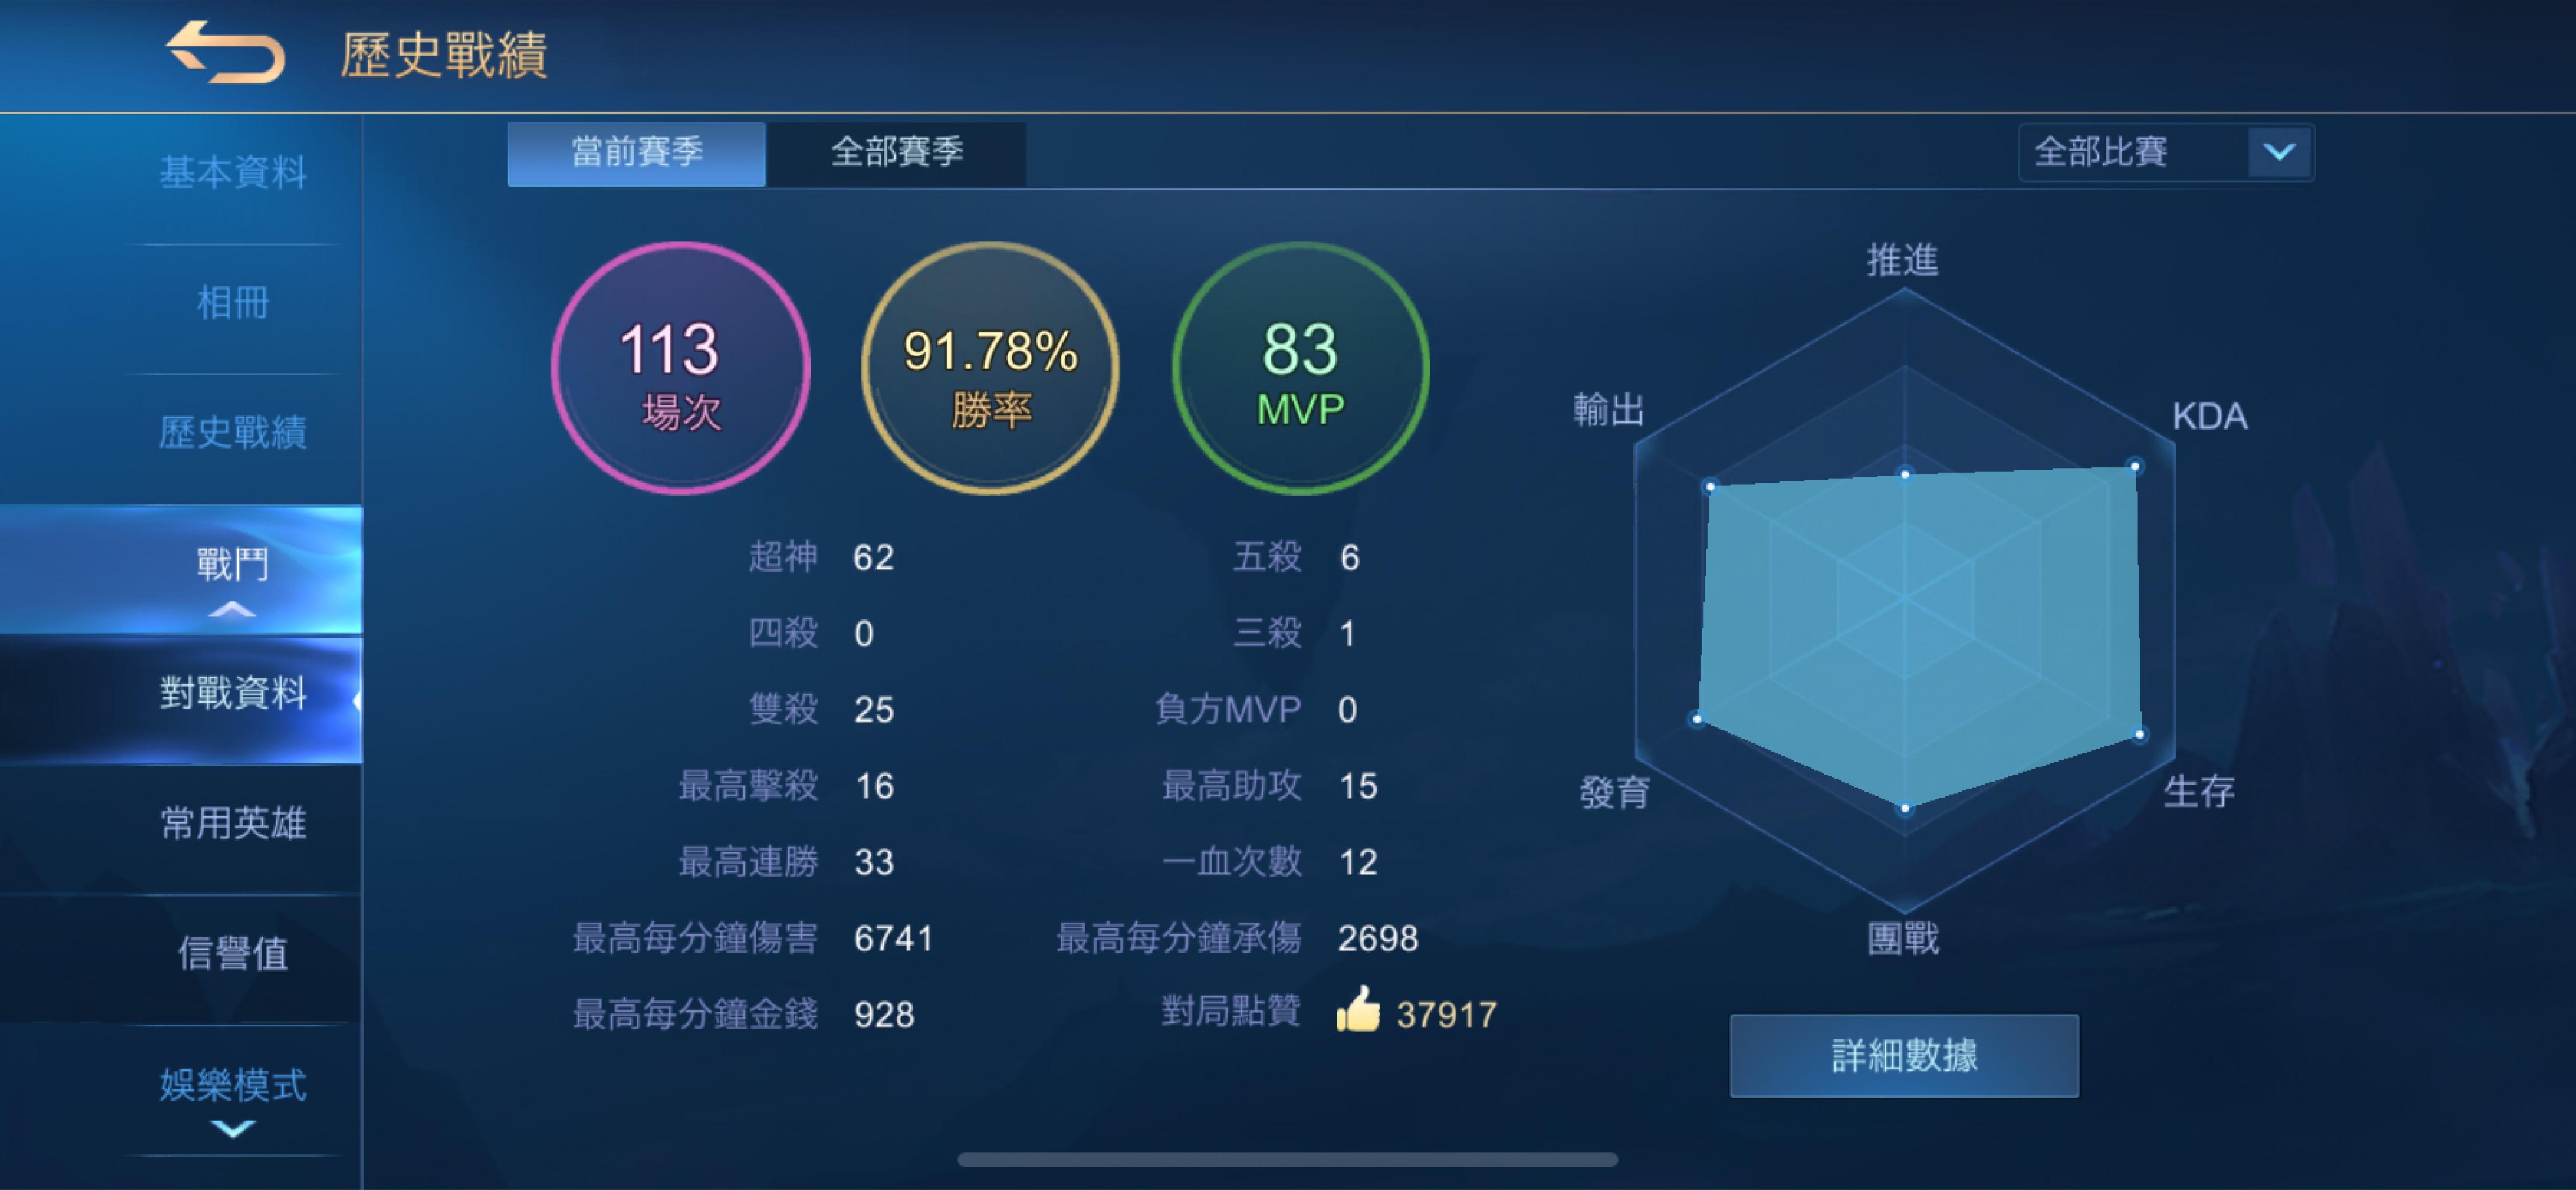 歷史戰績
當前賽季
全部賽季
全部比賽
基本資料
相冊
歷史戰績
戰鬥
對戰資料
常用英雄
信譽值
娛樂模式
113
場次
91.78%
勝率
83
MVP
超神 62
五殺 6
四殺 0
三殺 1
雙殺 25
負方MVP 0
最高擊殺 16
最高助攻 15
最高連勝 33
一血次數 12
最高每分鐘傷害 6741
最高每分鐘承傷 2698
最高每分鐘金錢 928
對局點贊 37917
推進
輸出
KDA
發育
生存
團戰
詳細數據